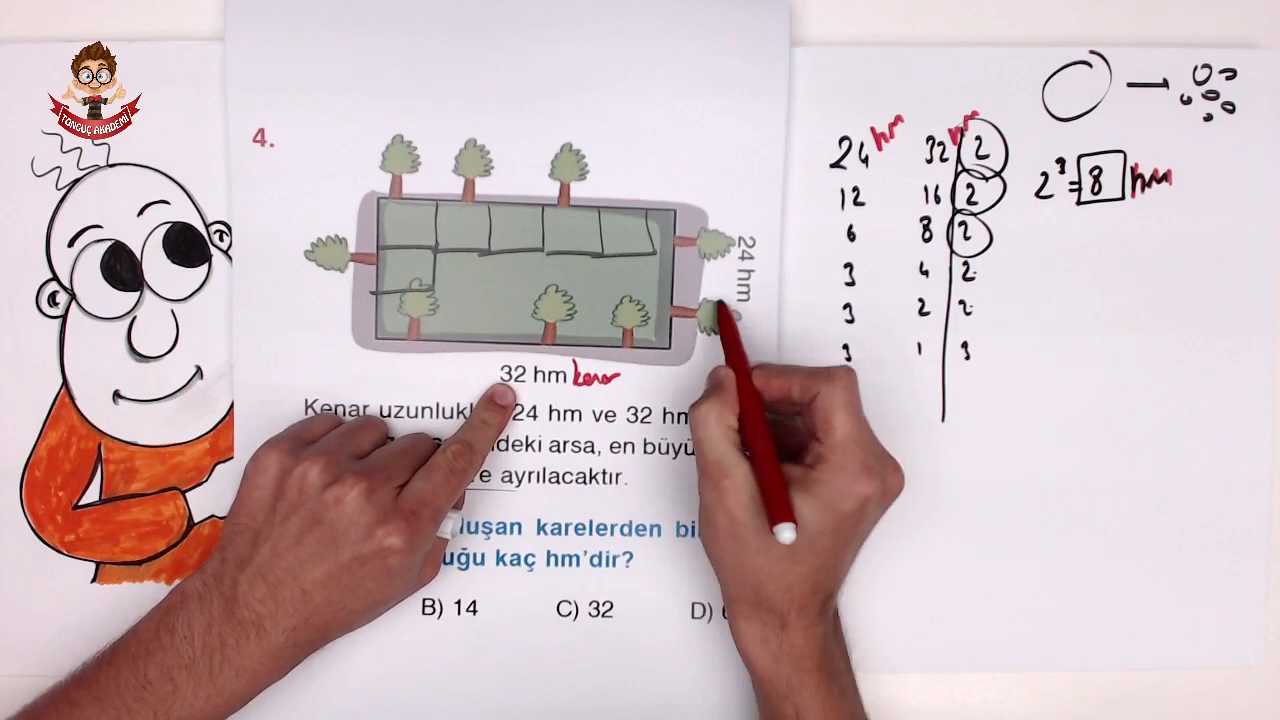 TONGUÇ AKADEMİ
4.
24 hm
32 hm kenar
Kenar uzunlukl 24 hm ve 32 hm
deki arsa, en büyü
ayrılacaktır.
luşan karelerden bi
uğu kaç hm'dir?
B) 14 C) 32 D)
24 hm 32 hm 2
12 16 2
6 8 2
3 4 2
3 2 2
3 1 3
2³ = 8 hm